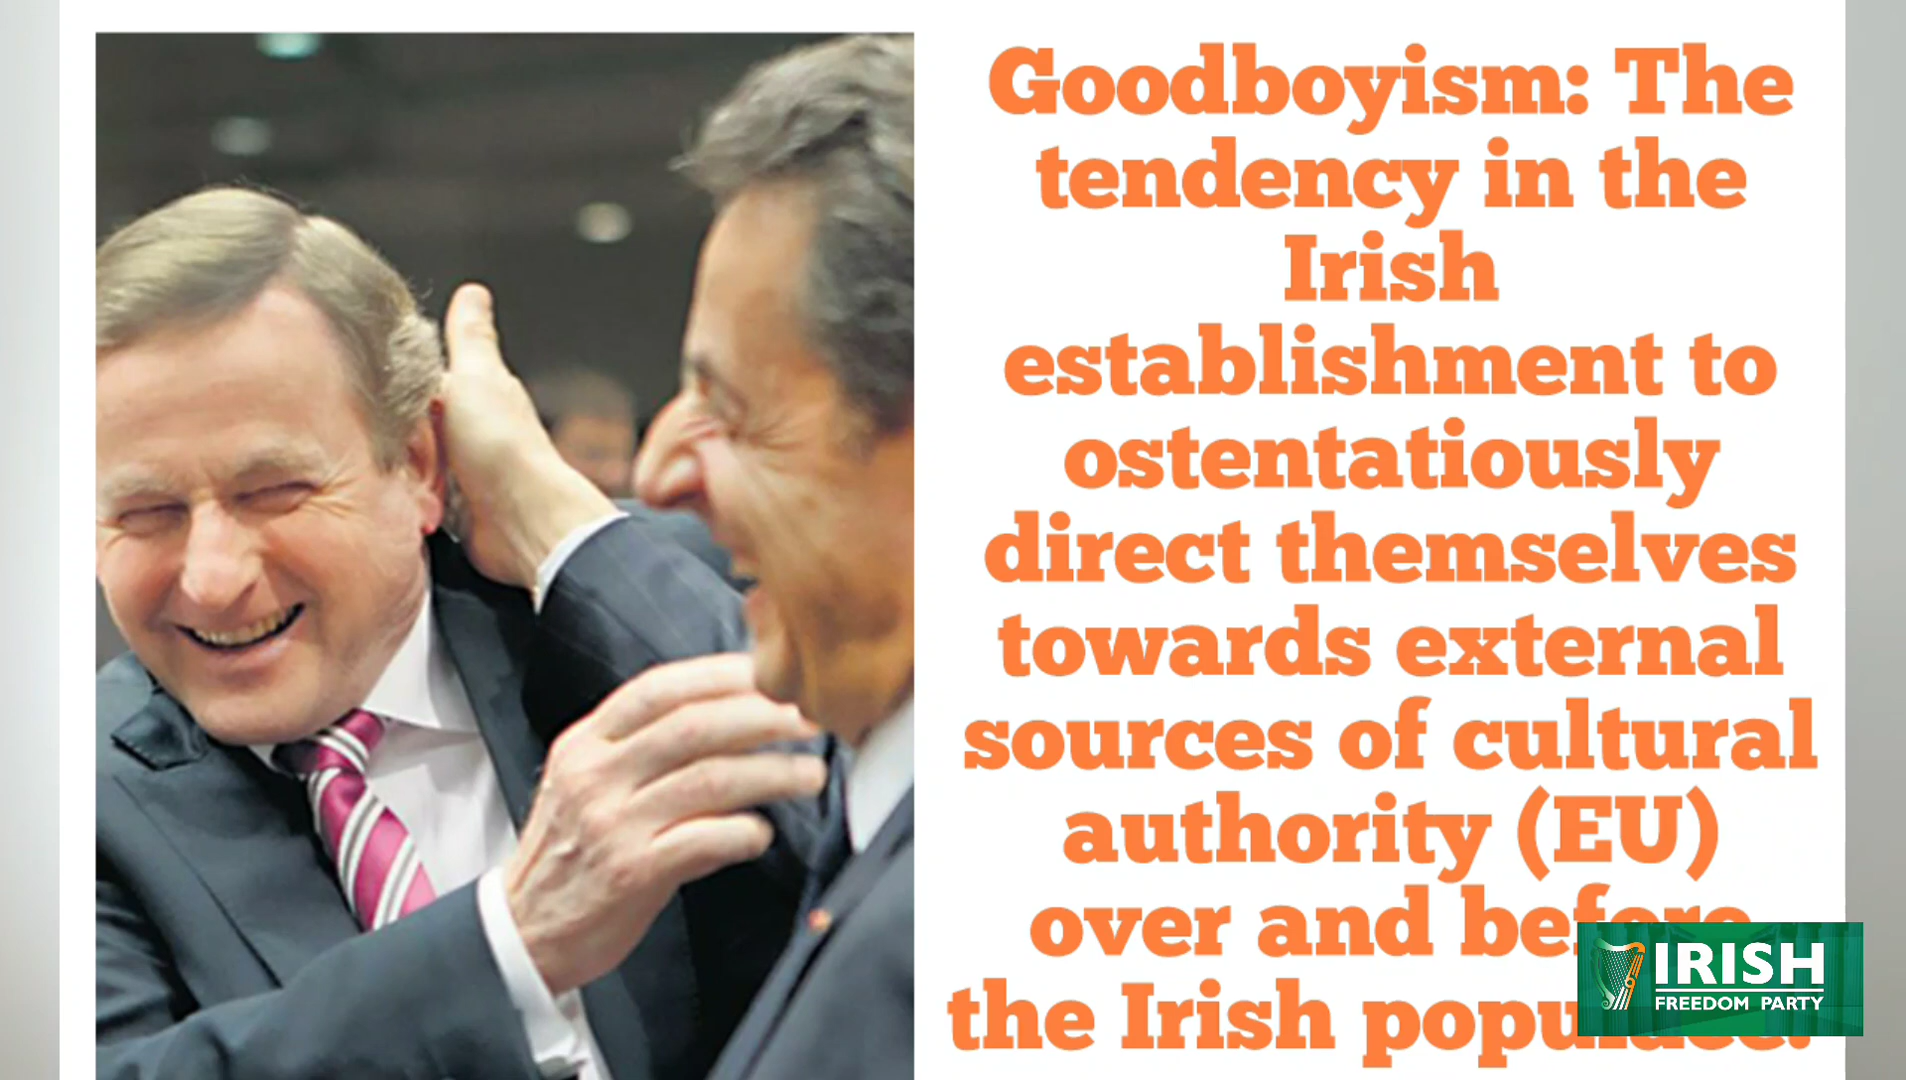 Goodboyism: The
tendency in the
Irish
establishment to
ostentatiously
direct themselves
towards external
sources of cultural
authority (EU)
over and before
the Irish
IRISH
FREEDOM PARTY